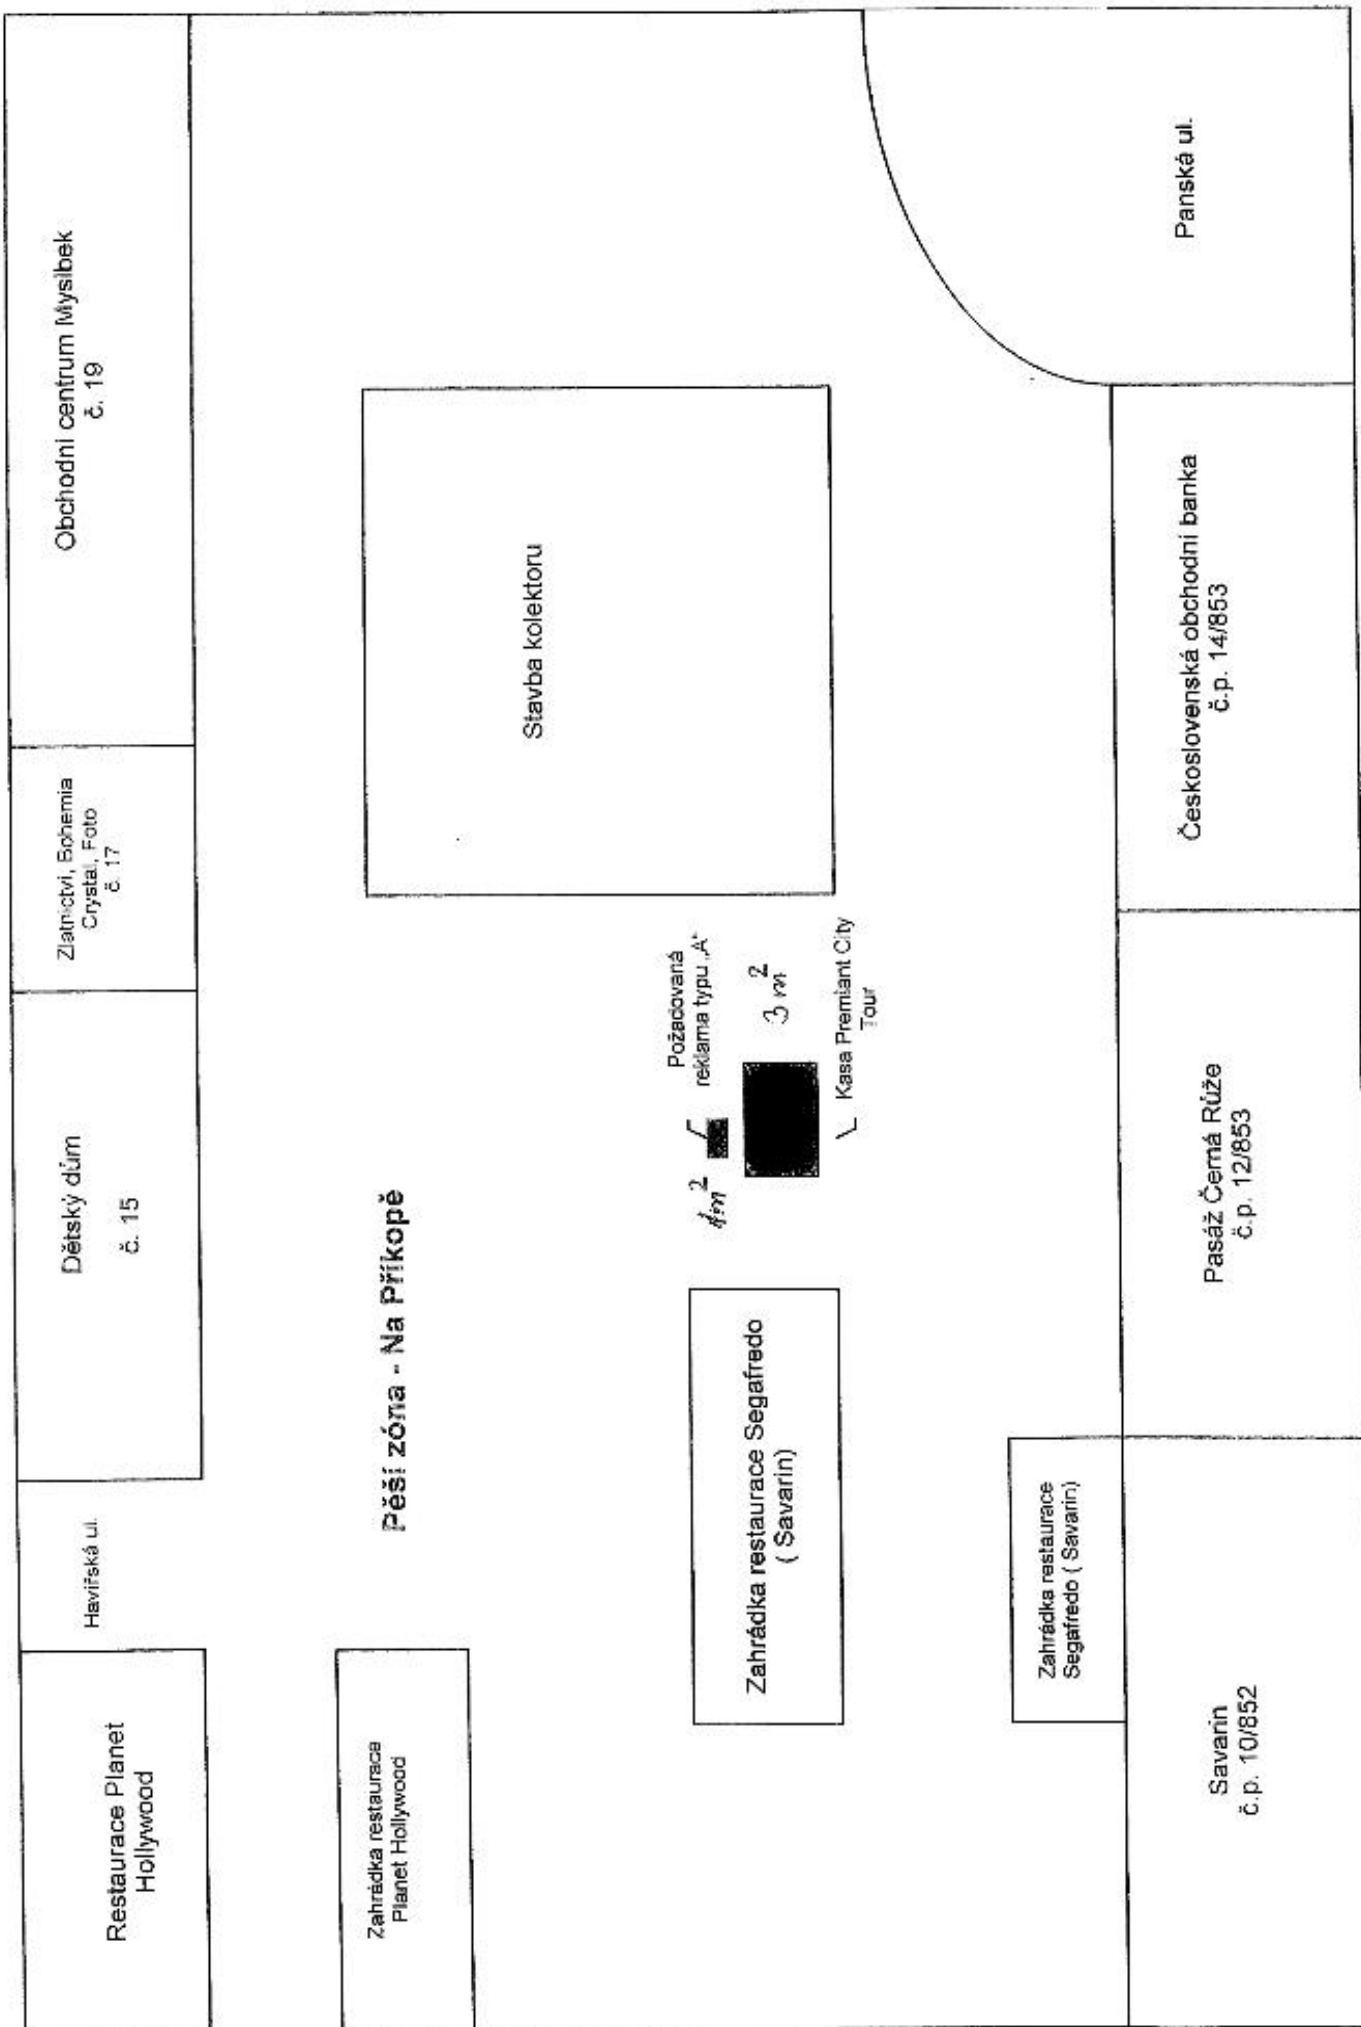 Restaurace Planet
Hollywood
Havířská ul.
Dětský dům
č. 15
Zlatnictví, Bohemia
Crystal, Foto
č. 17
Obchodní centrum Myslbek
č. 19
Zahrádka restaurace
Planet Hollywood
Pěší zóna - Na Příkopě
Stavba kolektoru
Zahrádka restaurace Segafredo
( Savarin)
1m2
Požadovaná
reklama typu „A"
3 m2
Kasa Premiant City
Tour
Zahrádka restaurace
Segafredo ( Savarin)
Savarin
č.p. 10/852
Pasáž Černá Růže
č.p. 12/853
Československá obchodní banka
č.p. 14/853
Panská ul.